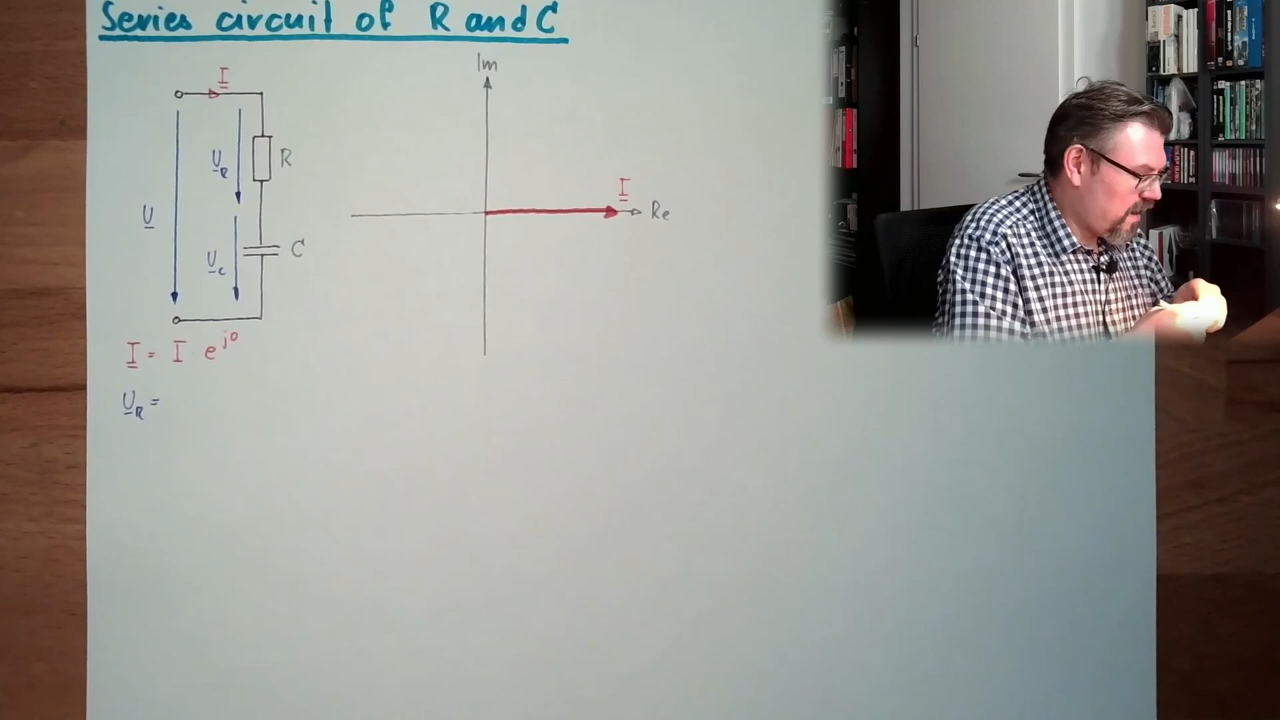 Series circuit of R and C
I
U_R
R
U
U_C
C
I = I e^j0
U_R =
Im
I
Re